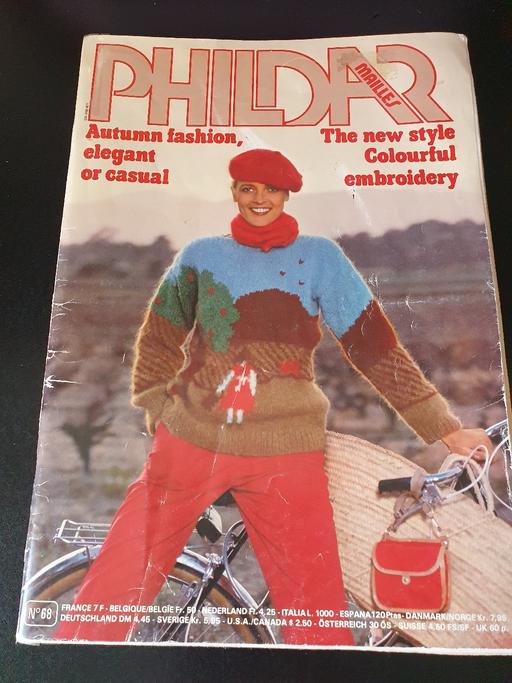 PHILDAR
MAILLES
Autumn fashion,
elegant
or casual
The new style
Colourful
embroidery
N°68
FRANCE 7 F - BELGIQUE/BELGIË Fr. 50 - NEDERLAND Fl. 4,25 - ITALIA L. 1000 - ESPANA 120 Ptas - DANMARK/NORGE Kr. 7,95
DEUTSCHLAND DM 4,45 - SVERIGE Kr. 5,95 - U.S.A./CANADA $ 2.50 - ÖSTERREICH 30 ÖS - SUISSE 4,50 FS/SF - UK 60 p.